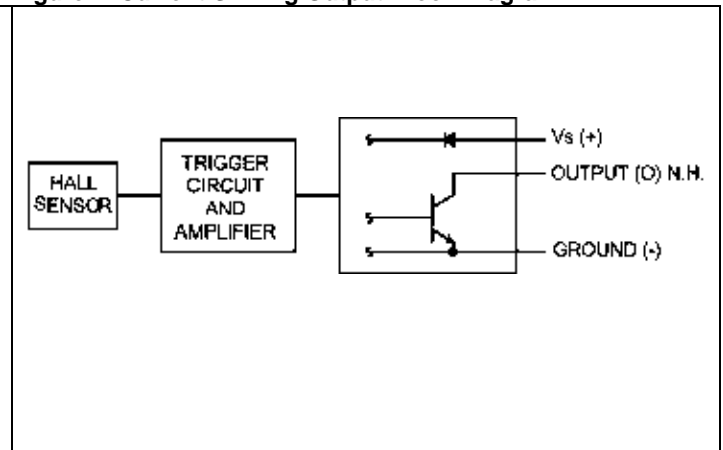 HALL
SENSOR
TRIGGER
CIRCUIT
AND
AMPLIFIER
Vs (+)
OUTPUT (O) N.H.
GROUND (-)